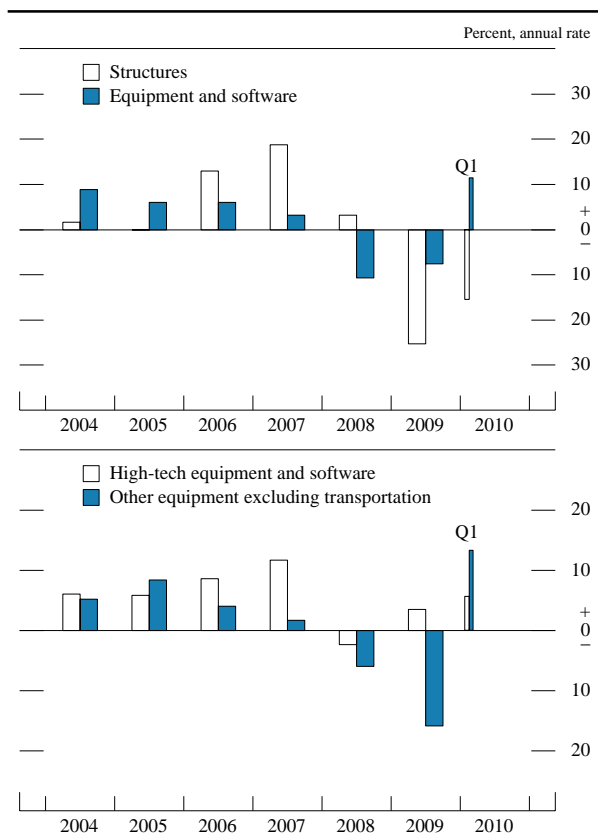 Percent, annual rate
Structures
Equipment and software
30
20
Q1
10
+
0
−
10
20
30
2004 2005 2006 2007 2008 2009 2010
High-tech equipment and software
Other equipment excluding transportation
20
Q1
10
+
0
−
10
20
2004 2005 2006 2007 2008 2009 2010